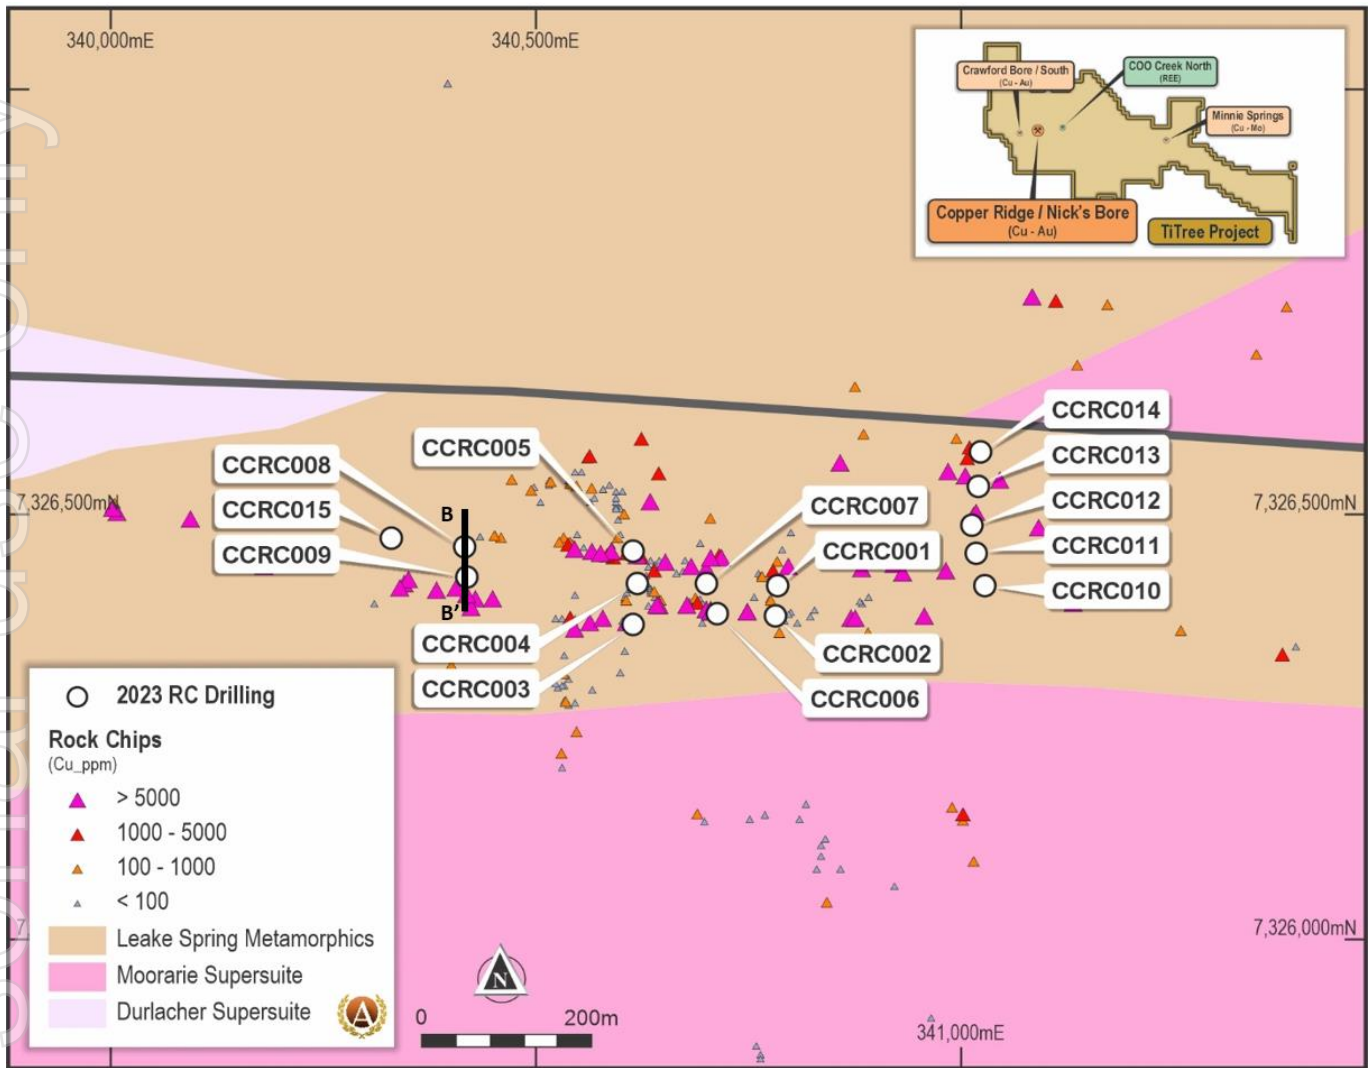 340,000mE
340,500mE
Crawford Bore / South
(Cu - Au)
COO Creek North
(REE)
Minnie Springs
(Cu - Mo)
Copper Ridge / Nick's Bore
(Cu - Au)
TiTree Project
CCRC014
CCRC013
CCRC012
CCRC011
CCRC010
CCRC008
CCRC015
CCRC009
CCRC005
CCRC007
CCRC001
CCRC004
CCRC003
CCRC002
CCRC006
7,326,500mN
7,326,500mN
B
B'
2023 RC Drilling
Rock Chips
(Cu_ppm)
> 5000
1000 - 5000
100 - 1000
< 100
Leake Spring Metamorphics
Moorarie Supersuite
Durlacher Supersuite
A
N
0 200m
7,326,000mN
341,000mE